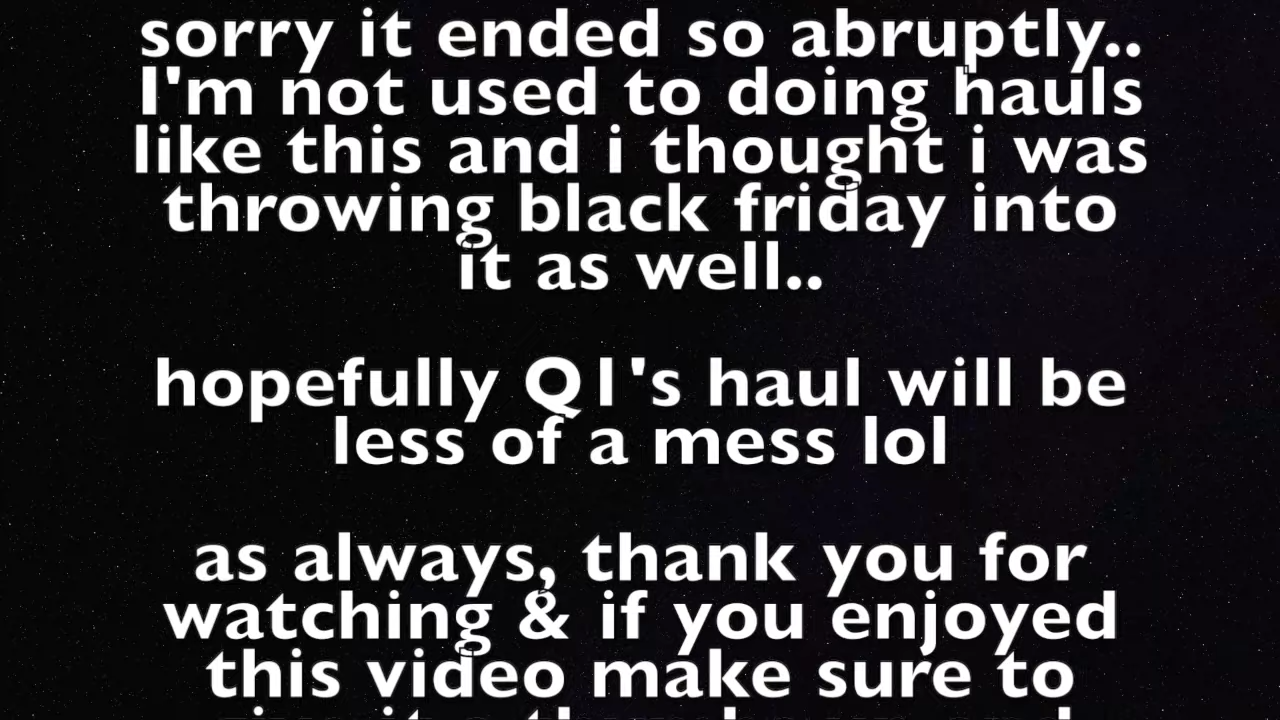 sorry it ended so abruptly..
I'm not used to doing hauls
like this and i thought i was
throwing black friday into
it as well..
hopefully Q1's haul will be
less of a mess lol
as always, thank you for
watching & if you enjoyed
this video make sure to